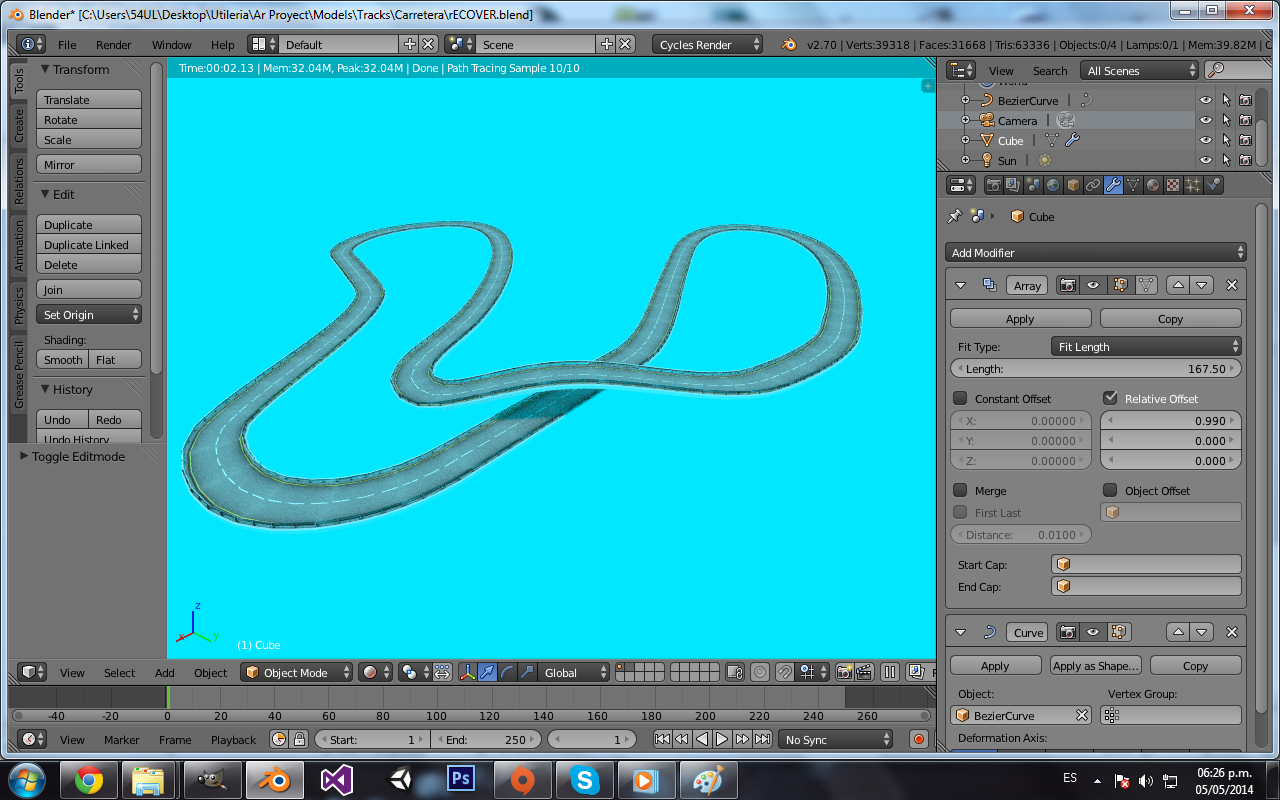 Blender* [C:\Users\54UL\Desktop\Utileria\Ar Proyect\Models\Tracks\Carretera\rECOVER.blend]
File Render Window Help Default Scene Cycles Render v2.70 | Verts:39318 | Faces:31668 | Tris:63336 | Objects:0/4 | Lamps:0/1 | Mem:39.82M | C
Time:00:02.13 | Mem:32.04M, Peak:32.04M | Done | Path Tracing Sample 10/10
Tools
Create
Relations
Animation
Physics
Grease Pencil
Transform
Translate
Rotate
Scale
Mirror
Edit
Duplicate
Duplicate Linked
Delete
Join
Set Origin
Shading:
Smooth Flat
History
Undo Redo
Undo History
Toggle Editmode
z
x
y
(1) Cube
View Select Add Object Object Mode Global
View Search All Scenes
World
BezierCurve
Camera
Cube
Sun
Cube
Add Modifier
Array
Apply Copy
Fit Type: Fit Length
Length: 167.50
Constant Offset Relative Offset
X: 0.00000 0.990
Y: 0.00000 0.000
Z: 0.00000 0.000
Merge Object Offset
First Last
Distance: 0.0100
Start Cap:
End Cap:
Curve
Apply Apply as Shape... Copy
Object: Vertex Group:
BezierCurve
Deformation Axis:
-40 -20 0 20 40 60 80 100 120 140 160 180 200 220 240 260
View Marker Frame Playback Start: 1 End: 250 1 No Sync
Ps
S
ES
06:26 p.m.
05/05/2014